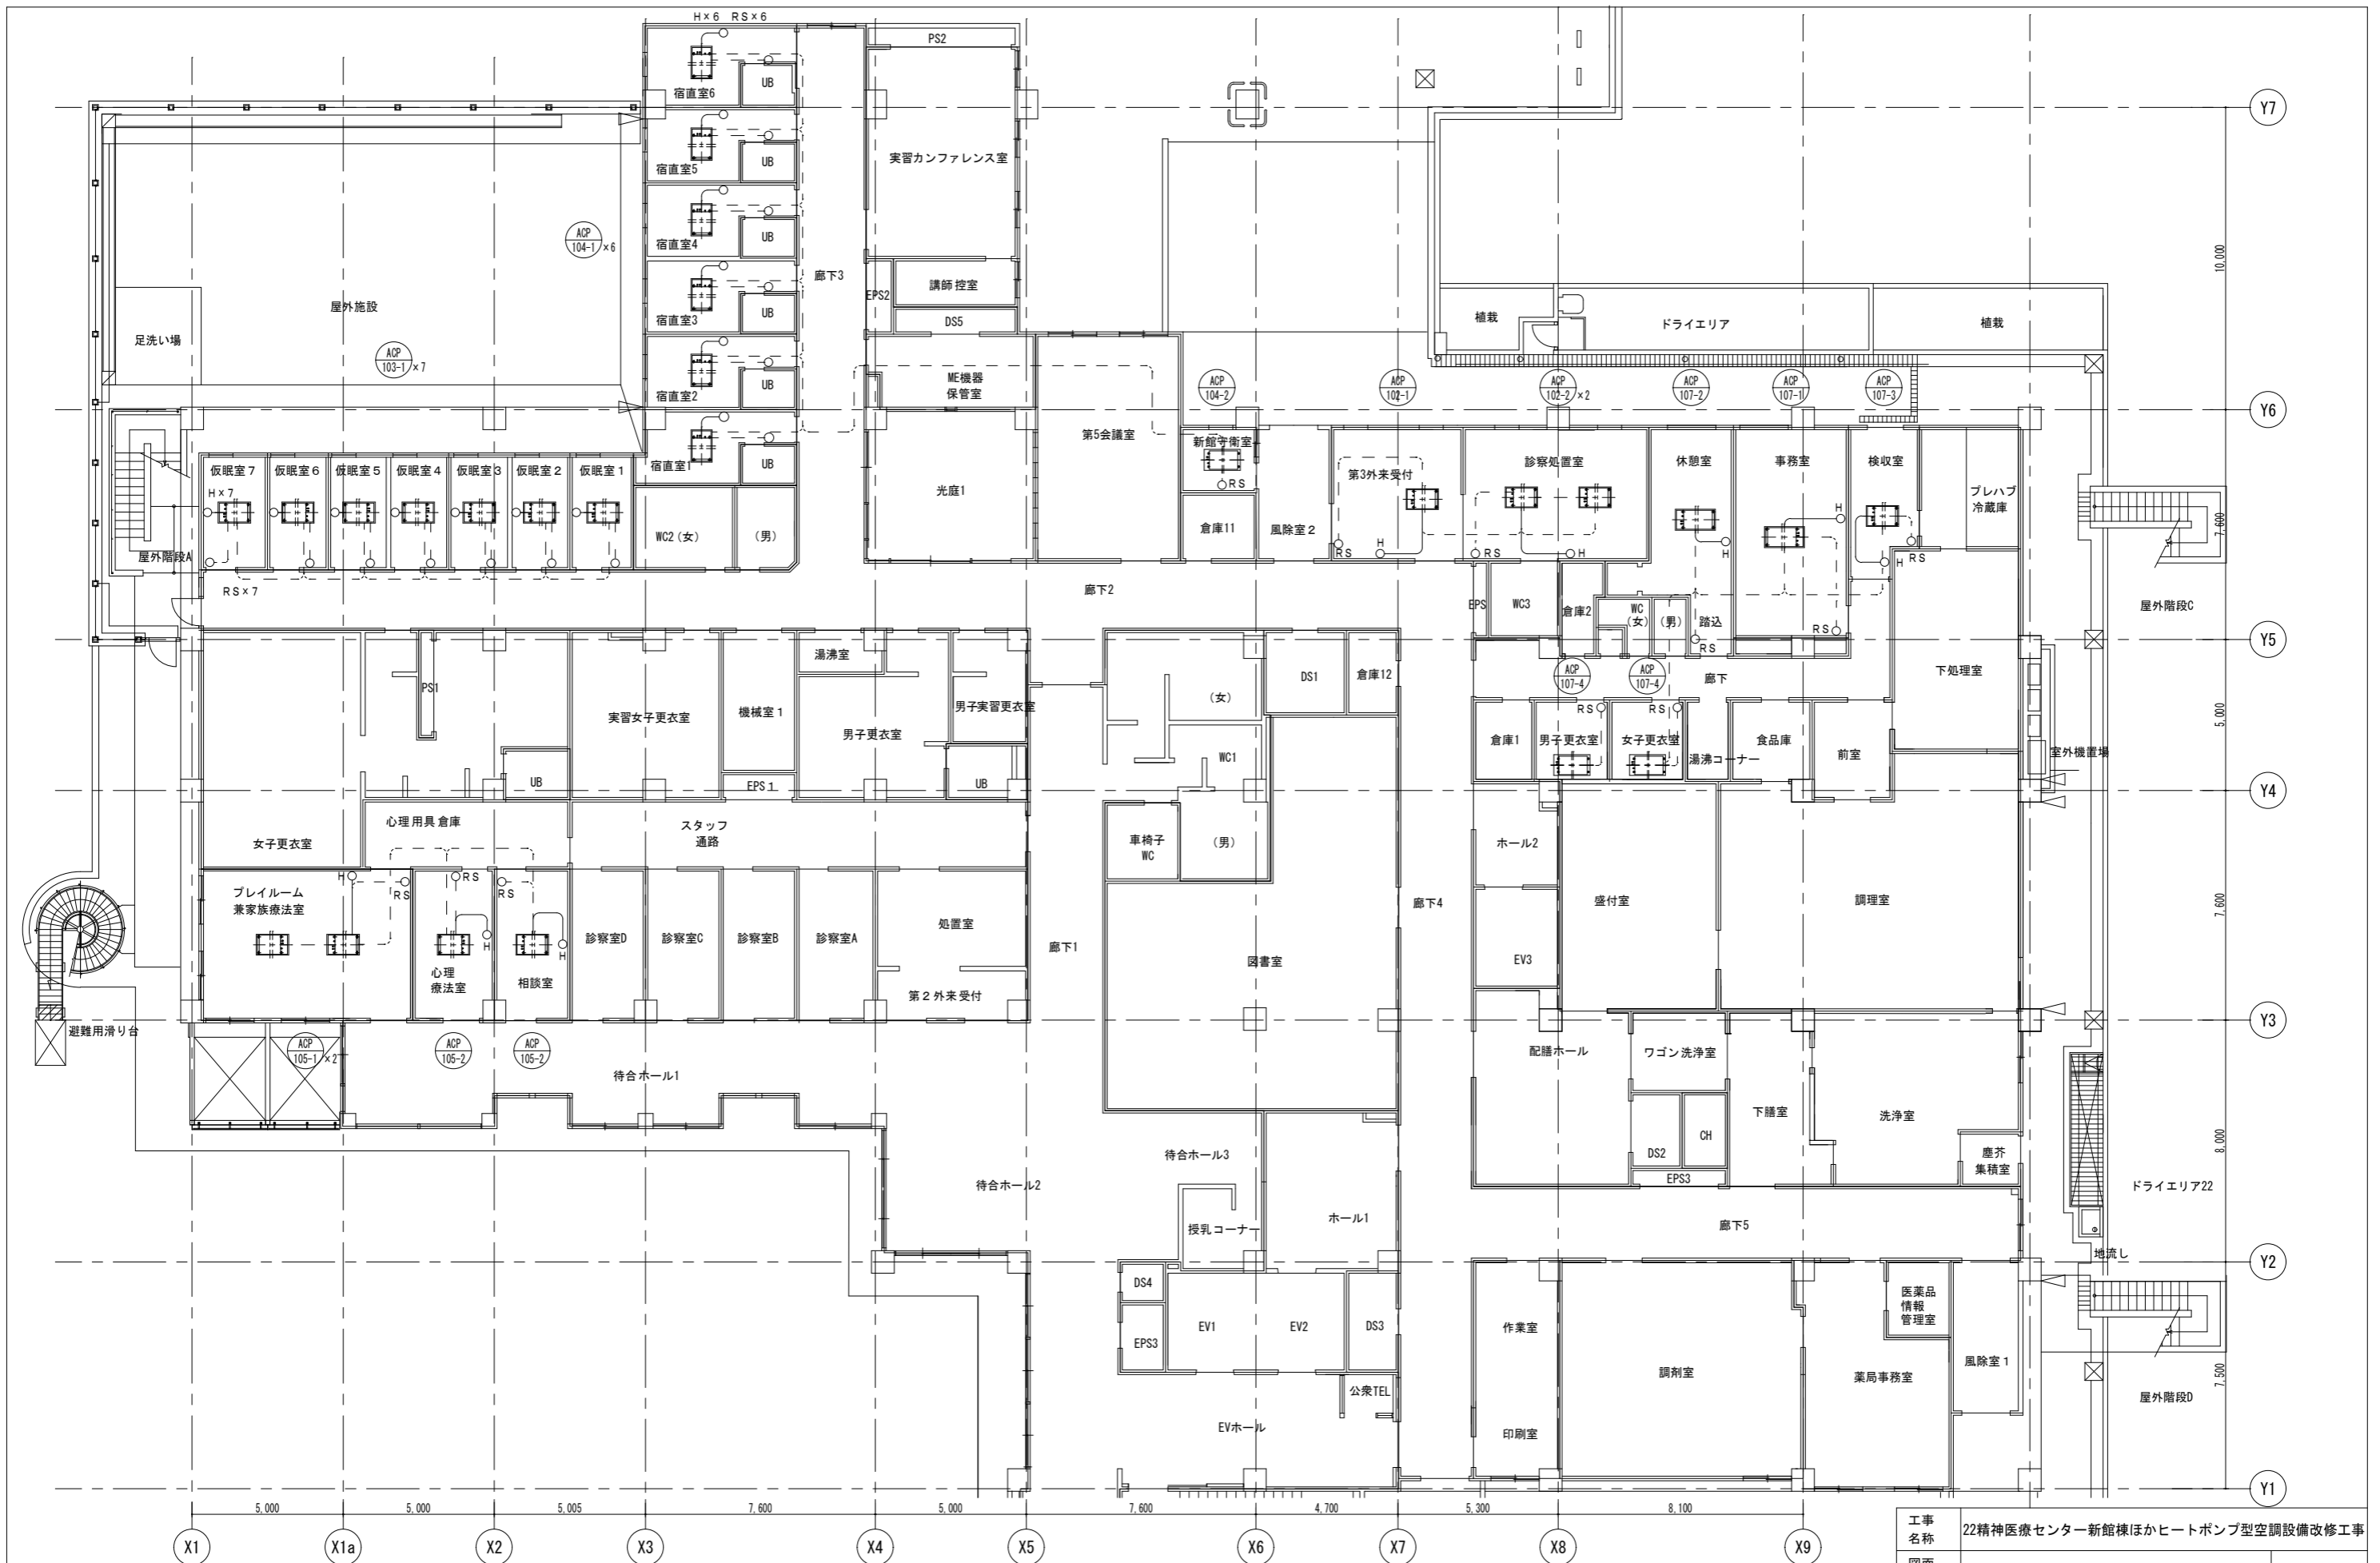 H×6 RS×6
PS2
宿直室6
UB
Y7
宿直室5
UB
実習カンファレンス室
ACP
104-1
×6
宿直室4
UB
廊下3
屋外施設
足洗い場
ACP
103-1
×7
宿直室3
UB
EPS2
講師控室
DS5
植栽
ドライエリア
植栽
10,000
宿直室2
UB
ME機器
保管室
ACP
104-2
ACP
102-1
ACP
102-2
×2
ACP
107-2
ACP
107-1
ACP
107-3
Y6
宿直室1
UB
第5会議室
新館守衛室
RS
第3外来受付
診察処置室
休憩室
事務室
検収室
プレハブ
冷蔵庫
仮眠室7
仮眠室6
仮眠室5
仮眠室4
仮眠室3
仮眠室2
仮眠室1
H×7
光庭1
倉庫11
風除室2
WC2(女)
(男)
屋外階段A
RS
H
RS
H
H
H
H
RS
7,600
RS×7
廊下2
EPS
WC3
倉庫2
WC
(女)
(男)
踏込
RS
RS
屋外階段C
Y5
湯沸室
PS1
実習女子更衣室
機械室1
男子更衣室
男子実習更衣室
(女)
DS1
倉庫12
ACP
107-4
ACP
107-4
廊下
下処理室
5,000
RS
RS
倉庫1
男子更衣室
女子更衣室
湯沸コーナー
食品庫
前室
室外機置場
UB
EPS1
UB
WC1
Y4
心理用具倉庫
スタッフ
通路
女子更衣室
車椅子
WC
(男)
ホール2
H
RS
RS
RS
プレイルーム
兼家族療法室
処置室
廊下4
盛付室
調理室
7,600
診察室D
診察室C
診察室B
診察室A
廊下1
H
H
心理
療法室
相談室
第2外来受付
図書室
EV3
避難用滑り台
Y3
ACP
105-1
×2
ACP
105-2
ACP
105-2
待合ホール1
配膳ホール
ワゴン洗浄室
下膳室
洗浄室
DS2
CH
塵芥
集積室
EPS3
8,000
待合ホール3
待合ホール2
ドライエリア22
授乳コーナー
ホール1
廊下5
地流し
Y2
DS4
EPS3
EV1
EV2
DS3
作業室
調剤室
医薬品
情報
管理室
薬局事務室
風除室1
7,500
屋外階段D
公衆TEL
EVホール
印刷室
Y1
5,000
5,000
5,005
7,600
5,000
7,600
4,700
5,300
8,100
X1
X1a
X2
X3
X4
X5
X6
X7
X8
X9
工事
名称
22精神医療センター新館棟ほかヒートポンプ型空調設備改修工事